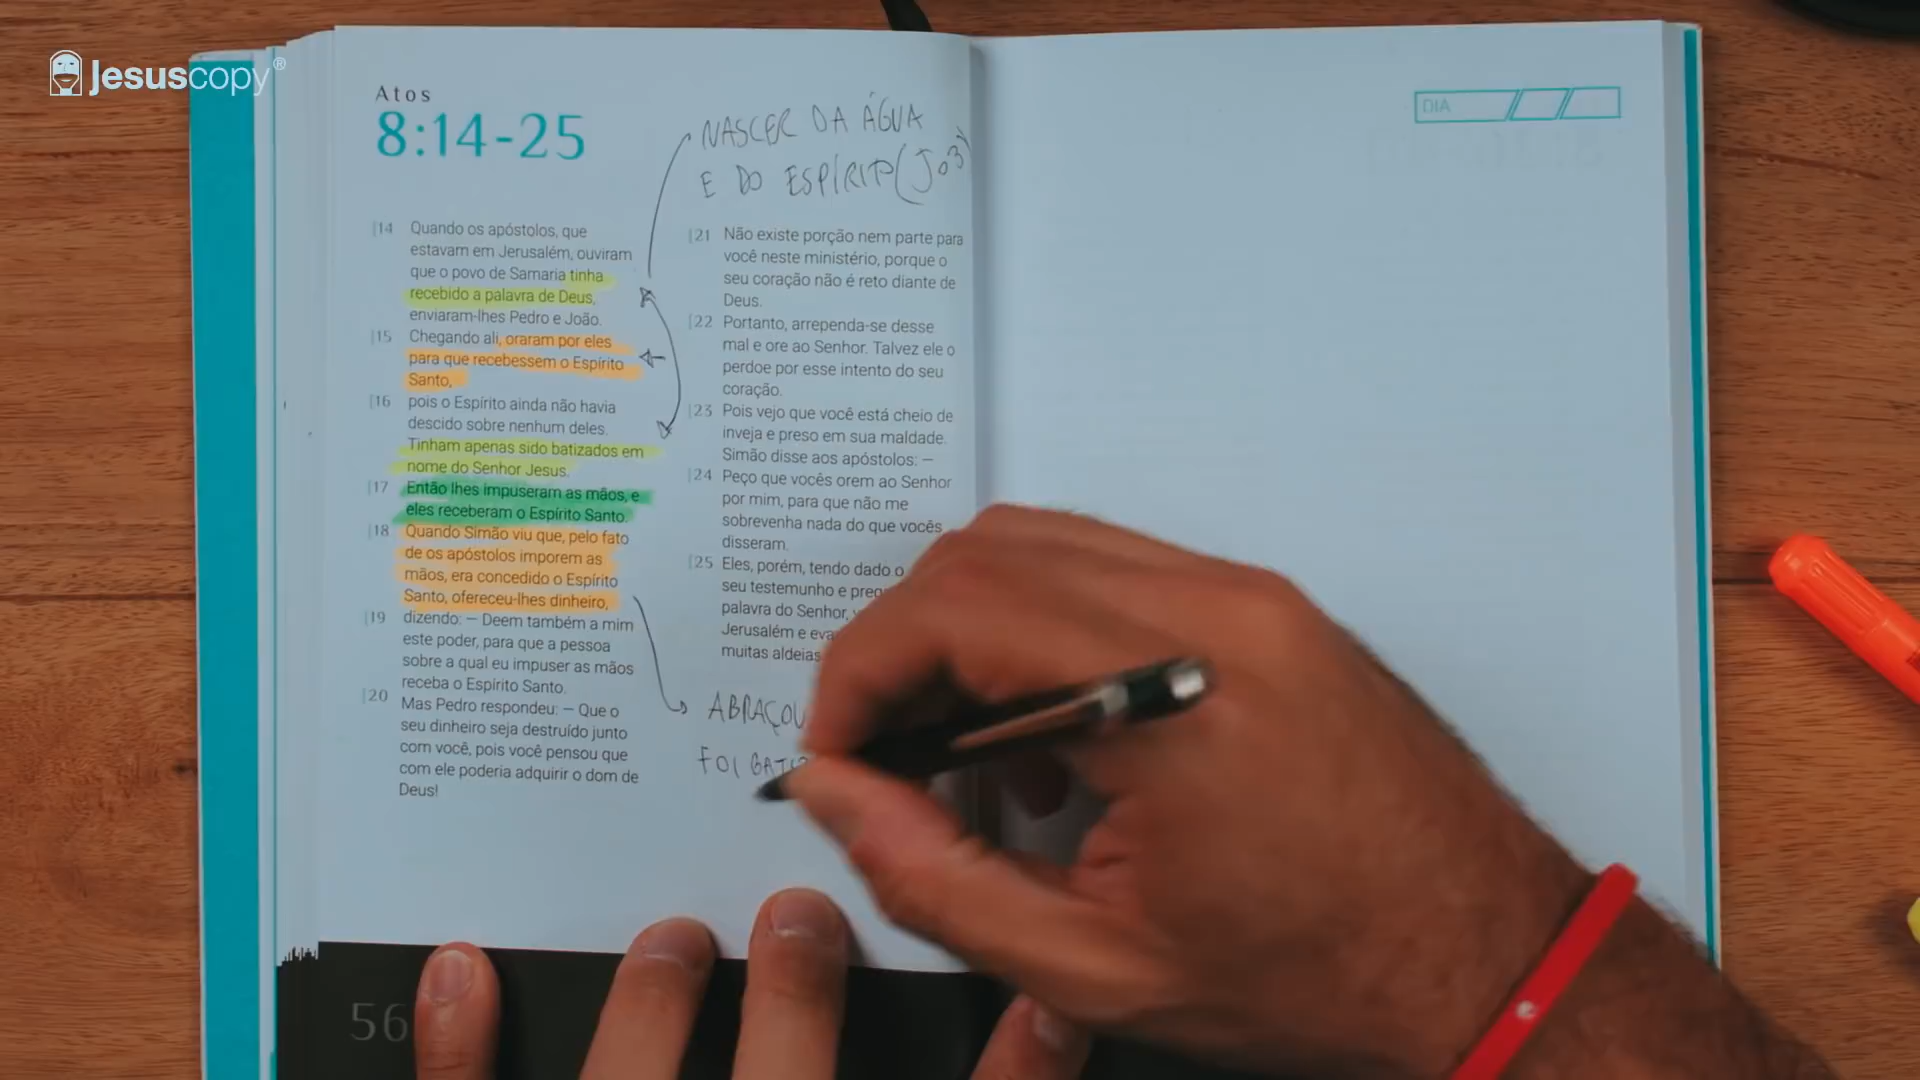 Jesuscopy®
Atos
8:14-25
NASCER DA ÁGUA
E DO ESPÍRITO (Jo3)
DIA
14 Quando os apóstolos, que
estavam em Jerusalém, ouviram
que o povo de Samaria tinha
recebido a palavra de Deus,
enviaram-lhes Pedro e João.
15 Chegando ali, oraram por eles
para que recebessem o Espírito
Santo,
16 pois o Espírito ainda não havia
descido sobre nenhum deles.
Tinham apenas sido batizados em
nome do Senhor Jesus.
17 Então lhes impuseram as mãos, e
eles receberam o Espírito Santo.
18 Quando Simão viu que, pelo fato
de os apóstolos imporem as
mãos, era concedido o Espírito
Santo, ofereceu-lhes dinheiro,
19 dizendo: — Deem também a mim
este poder, para que a pessoa
sobre a qual eu impuser as mãos
receba o Espírito Santo.
20 Mas Pedro respondeu: — Que o
seu dinheiro seja destruído junto
com você, pois você pensou que
com ele poderia adquirir o dom de
Deus!
21 Não existe porção nem parte para
você neste ministério, porque o
seu coração não é reto diante de
Deus.
22 Portanto, arrependa-se desse
mal e ore ao Senhor. Talvez ele o
perdoe por esse intento do seu
coração.
23 Pois vejo que você está cheio de
inveja e preso em sua maldade.
Simão disse aos apóstolos: —
24 Peço que vocês orem ao Senhor
por mim, para que não me
sobrevenha nada do que vocês
disseram.
25 Eles, porém, tendo dado o
seu testemunho e
palavra do Senhor,
Jerusalém e
muitas aldeias
ABRAÇOU
FOI
56